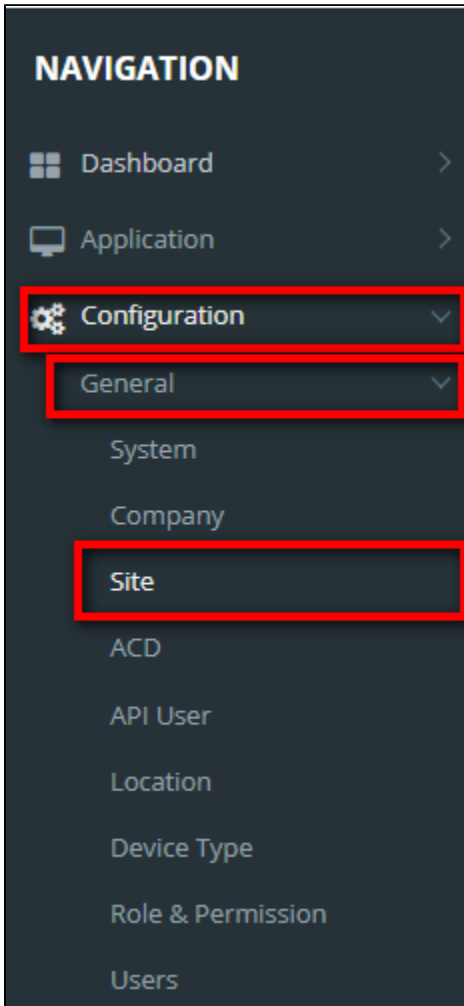 NAVIGATION
Dashboard
Application
Configuration
General
System
Company
Site
ACD
API User
Location
Device Type
Role & Permission
Users